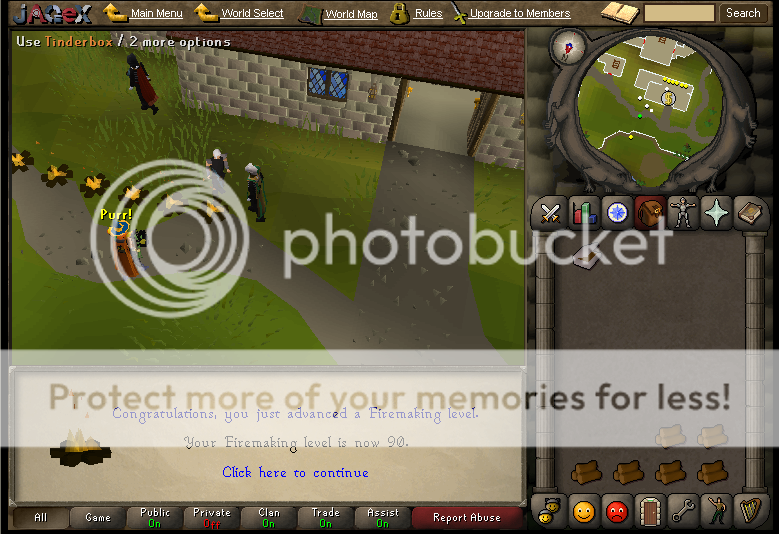 JAGEX Main Menu World Select World Map Rules Upgrade to Members Search
Use Tinderbox / 2 more options
Purr!
photobucket
Protect more of your memories for less!
Congratulations, you just advanced a Firemaking level.
Your Firemaking level is now 90.
Click here to continue
All Game Public Private Clan Trade Assist Report Abuse
On On On On